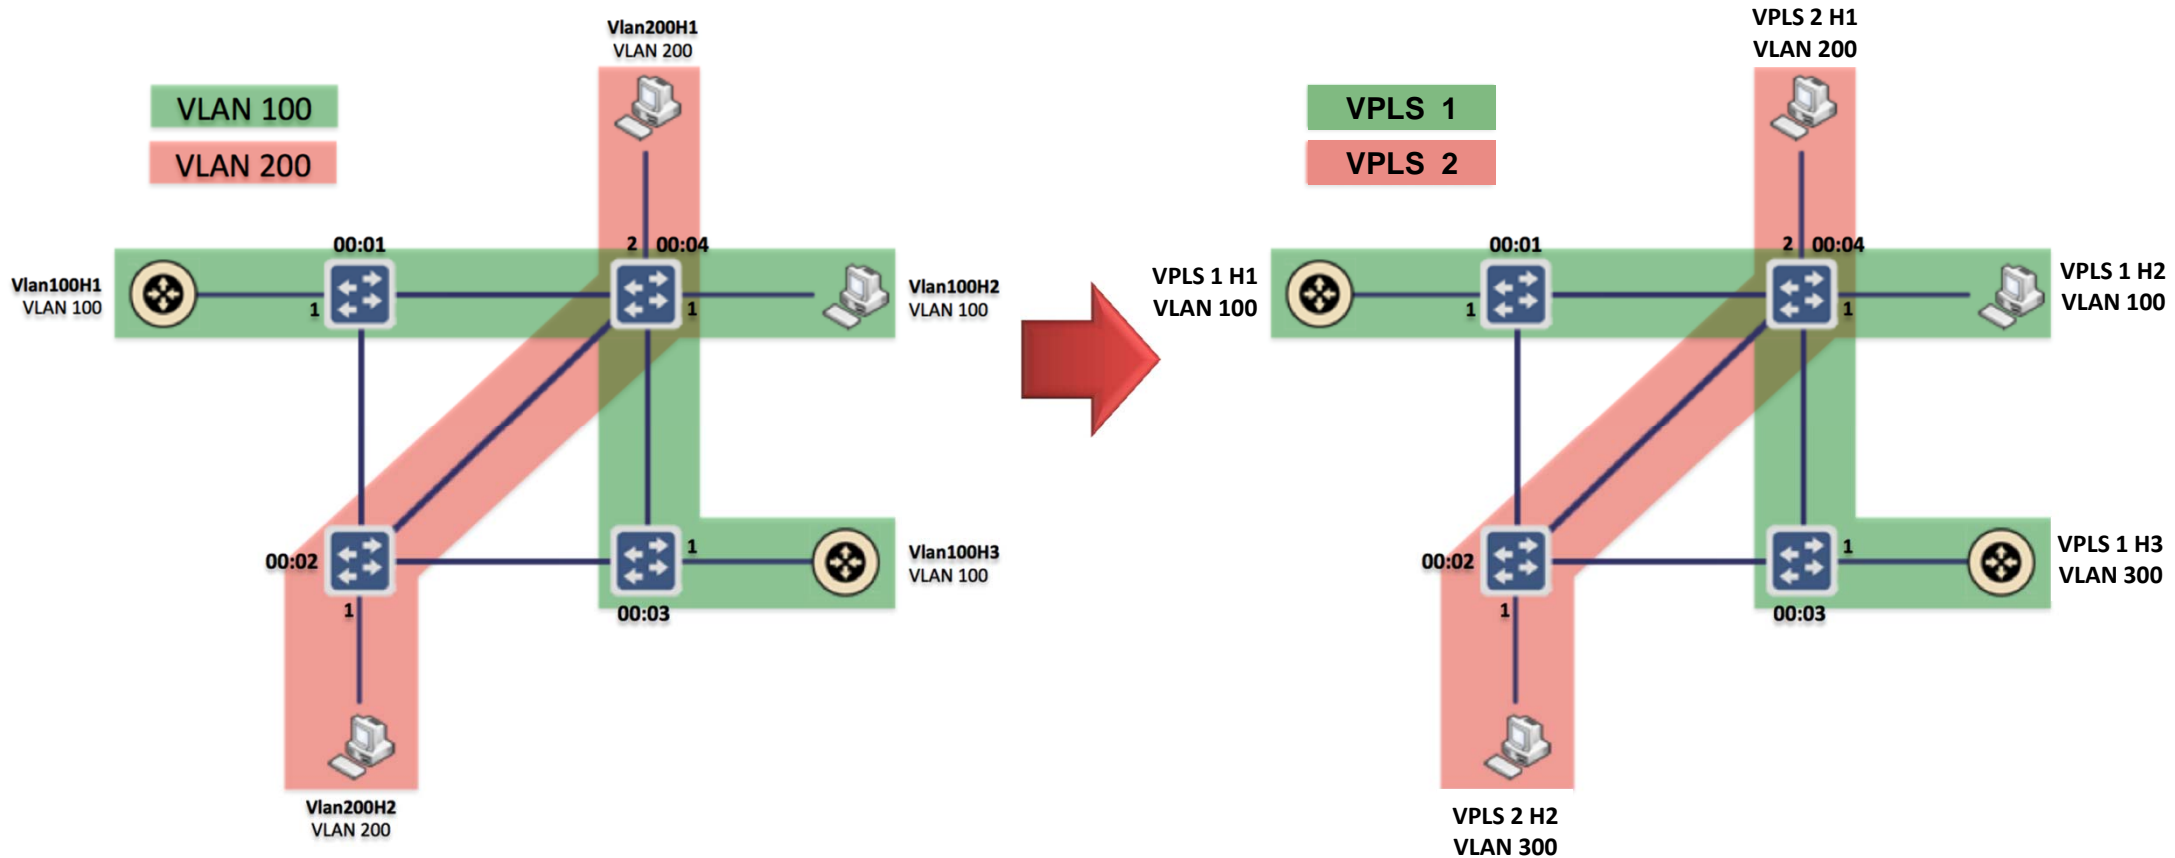 Vlan200H1
VLAN 200
VLAN 100
VLAN 200
00:01
2
00:04
Vlan100H1
VLAN 100
1
1
Vlan100H2
VLAN 100
00:02
1
1
00:03
Vlan100H3
VLAN 100
Vlan200H2
VLAN 200
VPLS 2 H1
VLAN 200
VPLS 1
VPLS 2
00:01
2
00:04
VPLS 1 H1
VLAN 100
1
1
VPLS 1 H2
VLAN 100
00:02
1
1
00:03
VPLS 1 H3
VLAN 300
VPLS 2 H2
VLAN 300